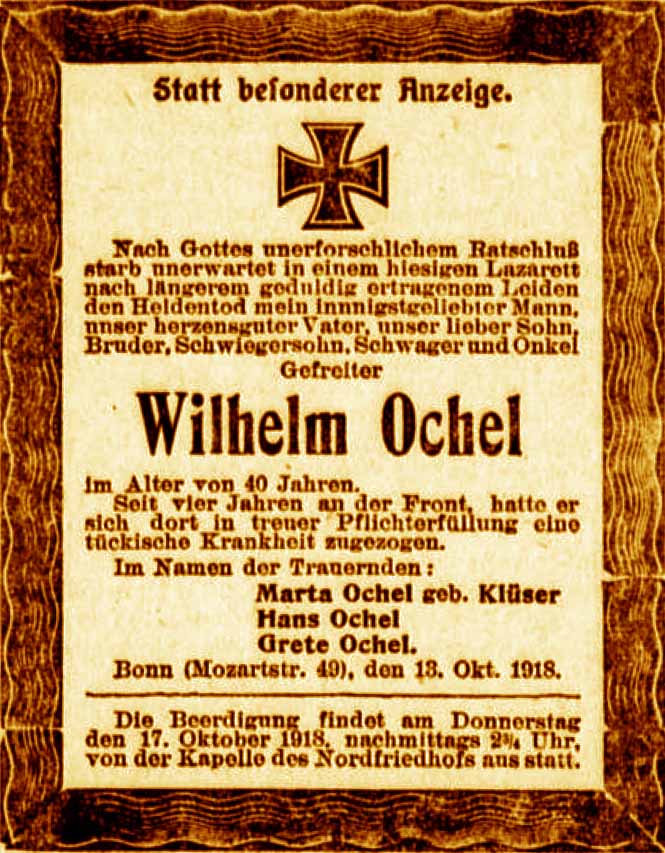 Statt besonderer Anzeige.
Nach Gottes unerforschlichem Ratschluß
starb unerwartet in einem hiesigen Lazarett
nach längerem geduldig ertragenem Leiden
den Heldentod mein innnigstgeliebter Mann,
unser herzensguter Vater, unser lieber Sohn,
Bruder, Schwiegersohn, Schwager und Onkel
Gefreiter
Wilhelm Ochel
im Alter von 40 Jahren.
Seit vier Jahren an der Front, hatte er
sich dort in treuer Pflichterfüllung eine
tückische Krankheit zugezogen.
Im Namen der Trauernden:
Marta Ochel geb. Klüser
Hans Ochel
Grete Ochel.
Bonn (Mozartstr. 49), den 13. Okt. 1918.
Die Beerdigung findet am Donnerstag
den 17. Oktober 1918, nachmittags 2¾ Uhr,
von der Kapelle des Nordfriedhofs aus statt.